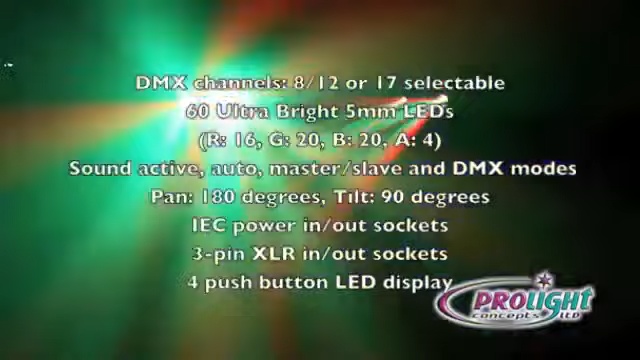 DMX channels: 8/12 or 17 selectable
60 Ultra Bright 5mm LEDs
(R: 16, G: 20, B: 20, A: 4)
Sound active, auto, master/slave and DMX modes
Pan: 180 degrees, Tilt: 90 degrees
IEC power in/out sockets
3-pin XLR in/out sockets
4 push button LED display
PROLIGHT
concepts LTD